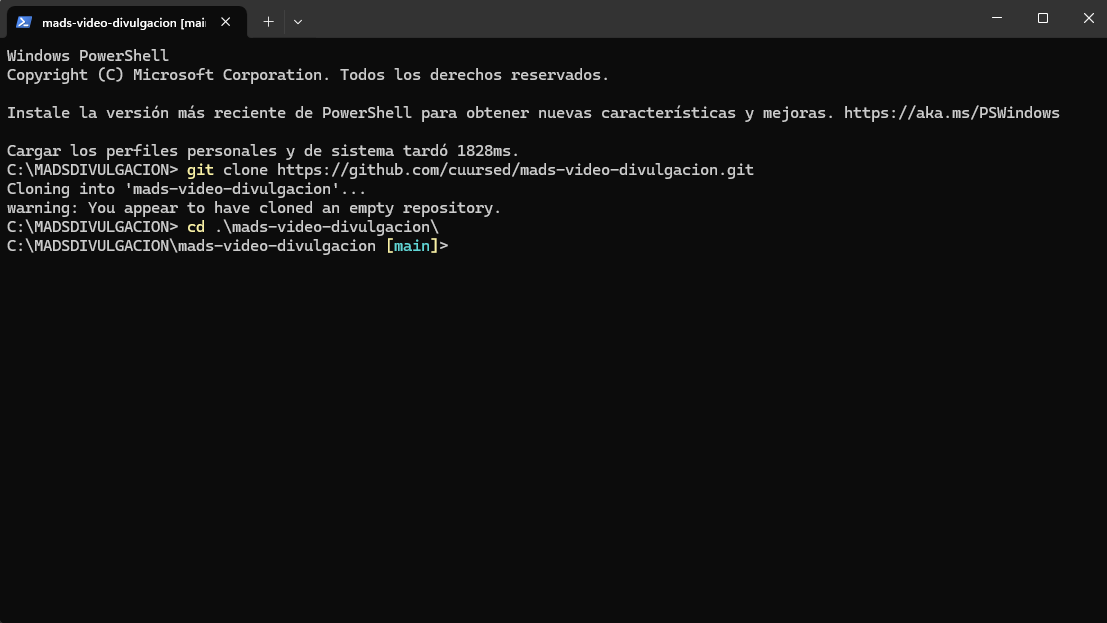 mads-video-divulgacion [mai
Windows PowerShell
Copyright (C) Microsoft Corporation. Todos los derechos reservados.
Instale la versión más reciente de PowerShell para obtener nuevas características y mejoras. https://aka.ms/PSWindows
Cargar los perfiles personales y de sistema tardó 1828ms.
C:\MADSDIVULGACION> git clone https://github.com/cuursed/mads-video-divulgacion.git
Cloning into 'mads-video-divulgacion'...
warning: You appear to have cloned an empty repository.
C:\MADSDIVULGACION> cd .\mads-video-divulgacion\
C:\MADSDIVULGACION\mads-video-divulgacion [main]>